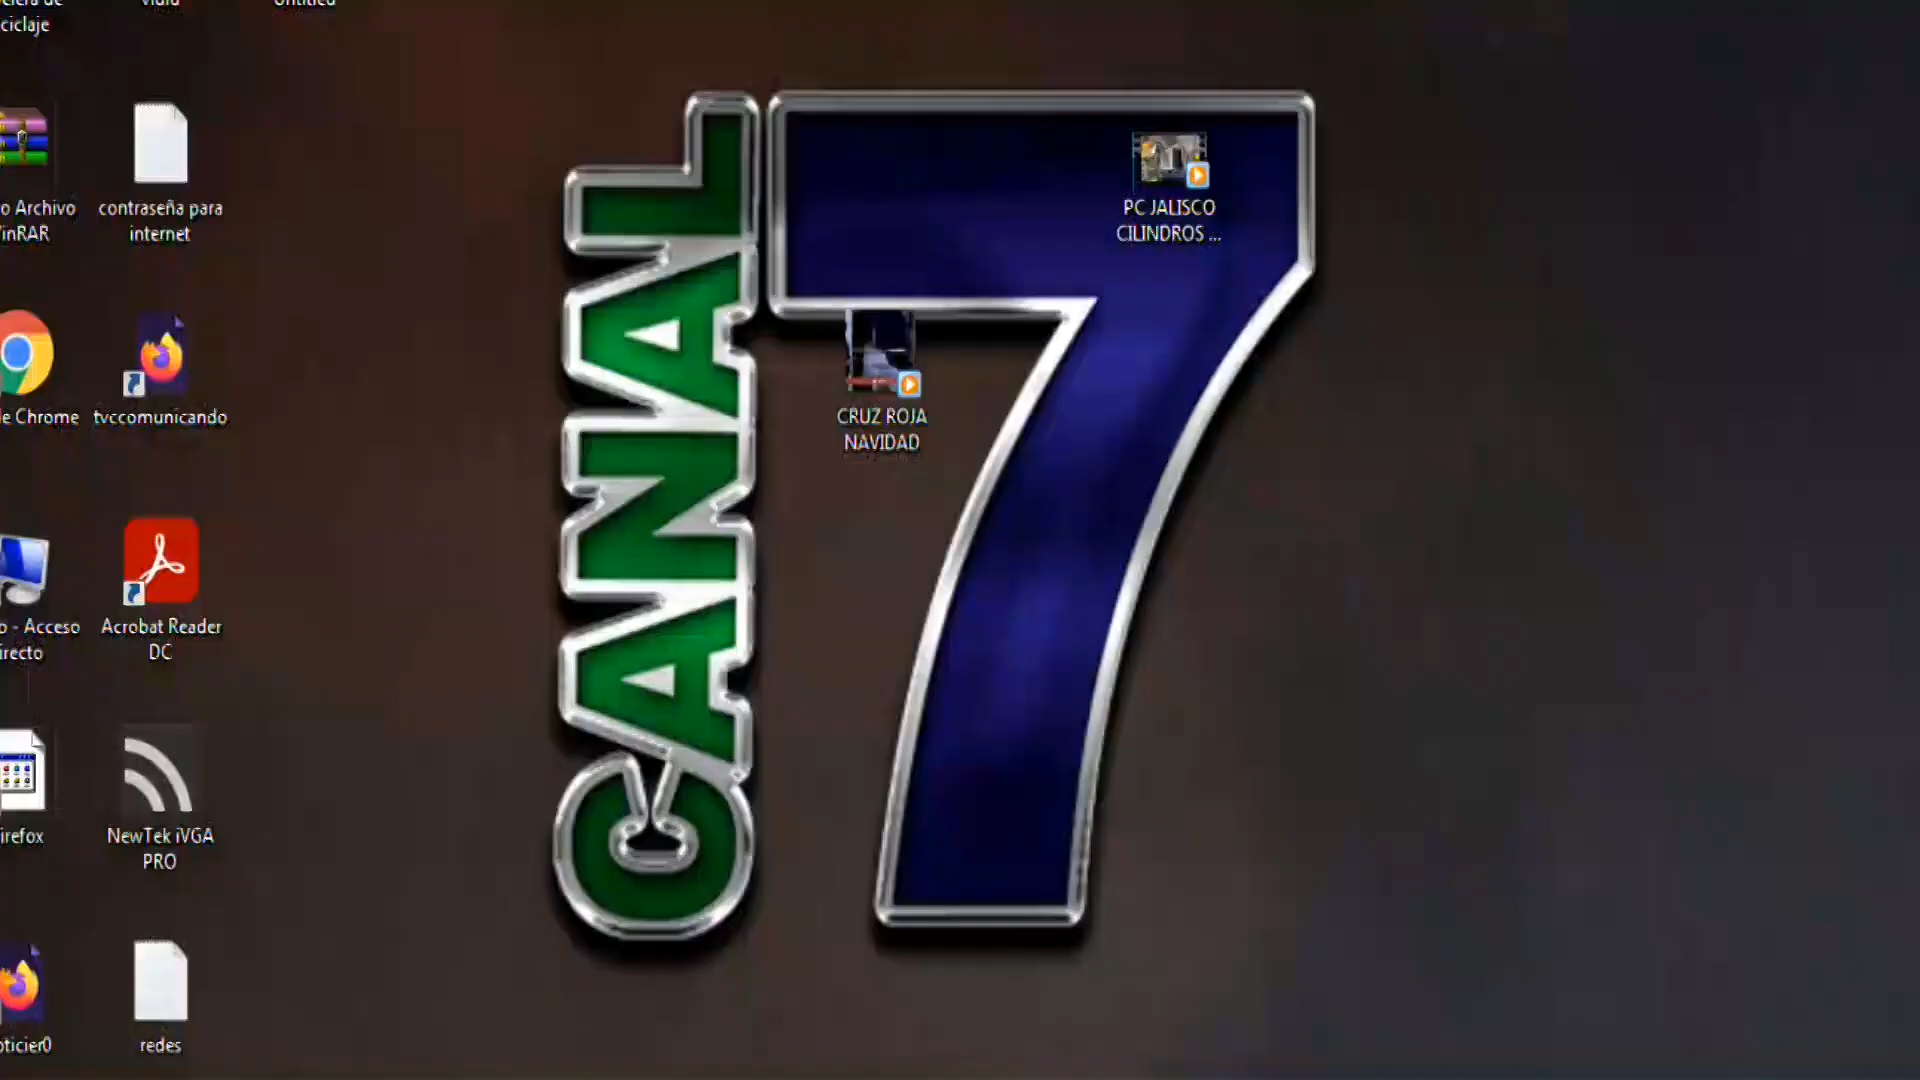 ciclaje
Untitled
contraseña para
internet
o Archivo
inRAR
CANAL
7
PC JALISCO
CILINDROS ...
CRUZ ROJA
NAVIDAD
e Chrome
tvccomunicando
o - Acceso
irecto
Acrobat Reader
DC
irefox
NewTek iVGA
PRO
oticier0
redes